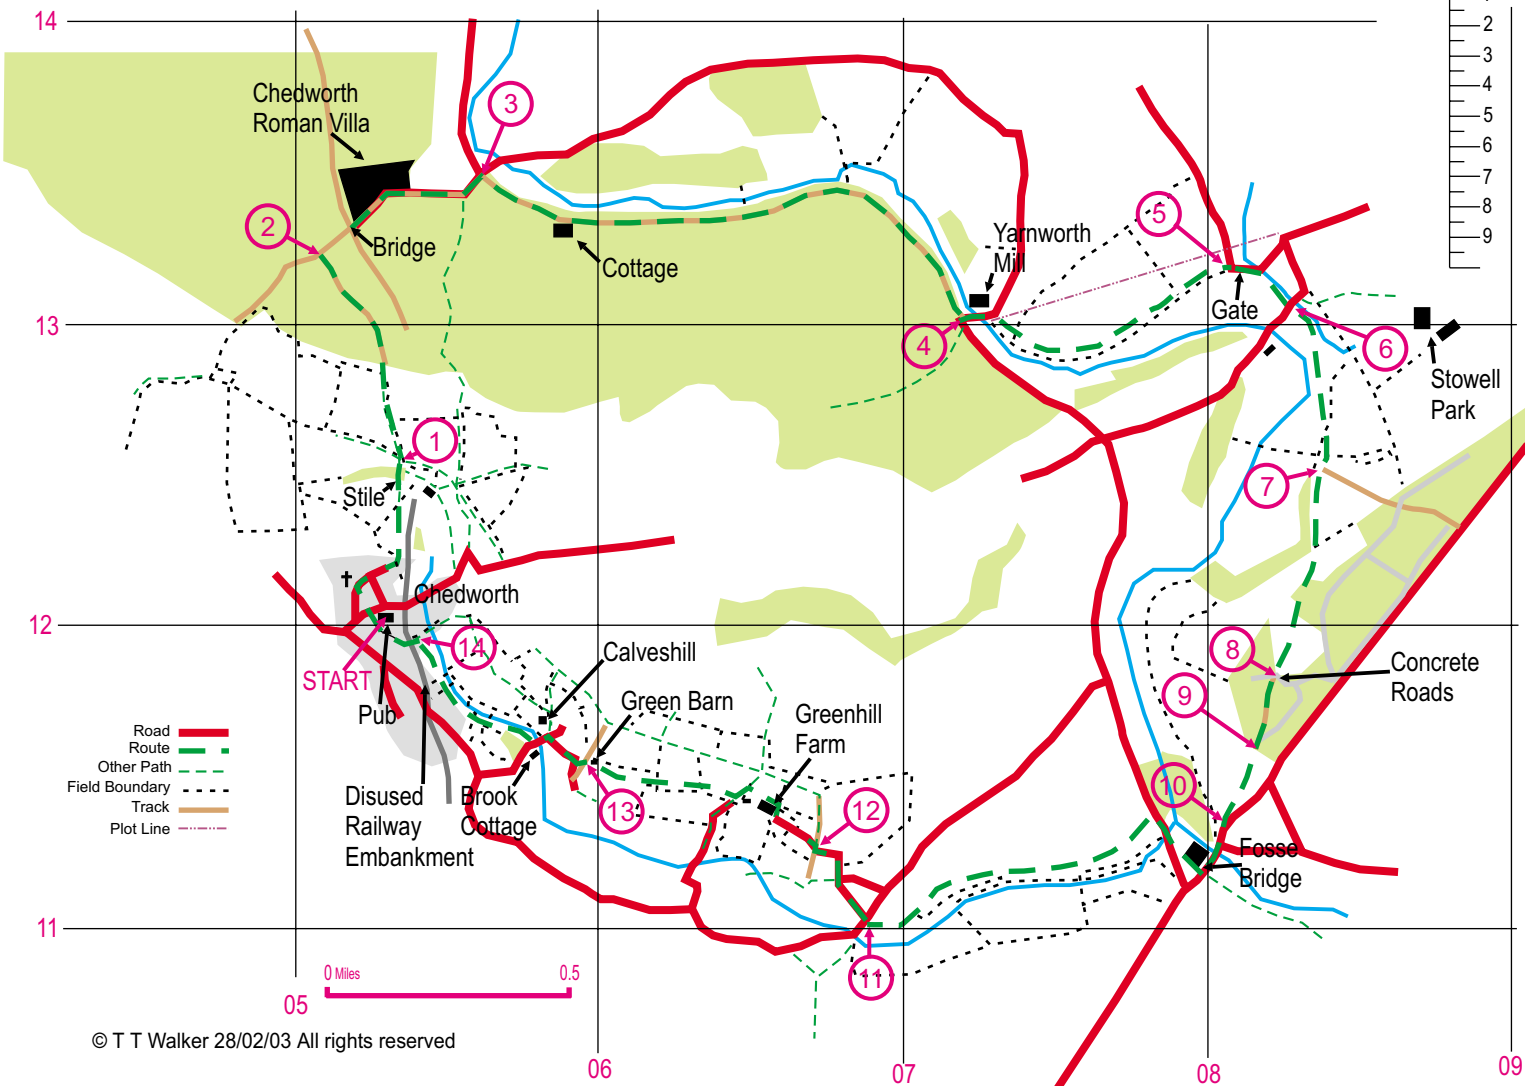 14
13
12
11
05
06
07
08
09
2
3
4
5
6
7
8
9
Chedworth
Roman Villa
3
2
Bridge
Cottage
Yarnworth
Mill
5
Gate
4
6
Stowell
Park
1
Stile
7
Chedworth
START
14
Pub
Calveshill
Green Barn
Greenhill
Farm
8
9
Concrete
Roads
10
Disused
Railway
Embankment
Brook
Cottage
13
12
Fosse
Bridge
11
Road
Route
Other Path
Field Boundary
Track
Plot Line
0 Miles
0.5
© T T Walker 28/02/03 All rights reserved